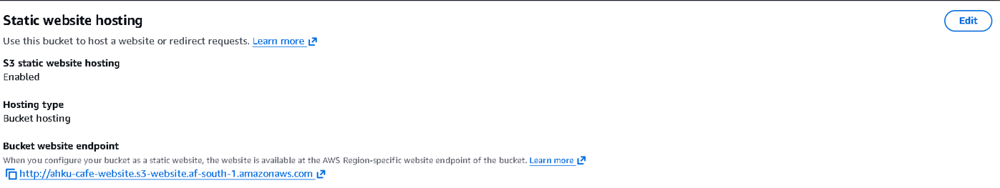 Static website hosting
Edit
Use this bucket to host a website or redirect requests. Learn more
S3 static website hosting
Enabled
Hosting type
Bucket hosting
Bucket website endpoint
When you configure your bucket as a static website, the website is available at the AWS Region-specific website endpoint of the bucket. Learn more
http://ahku-cafe-website.s3-website.af-south-1.amazonaws.com